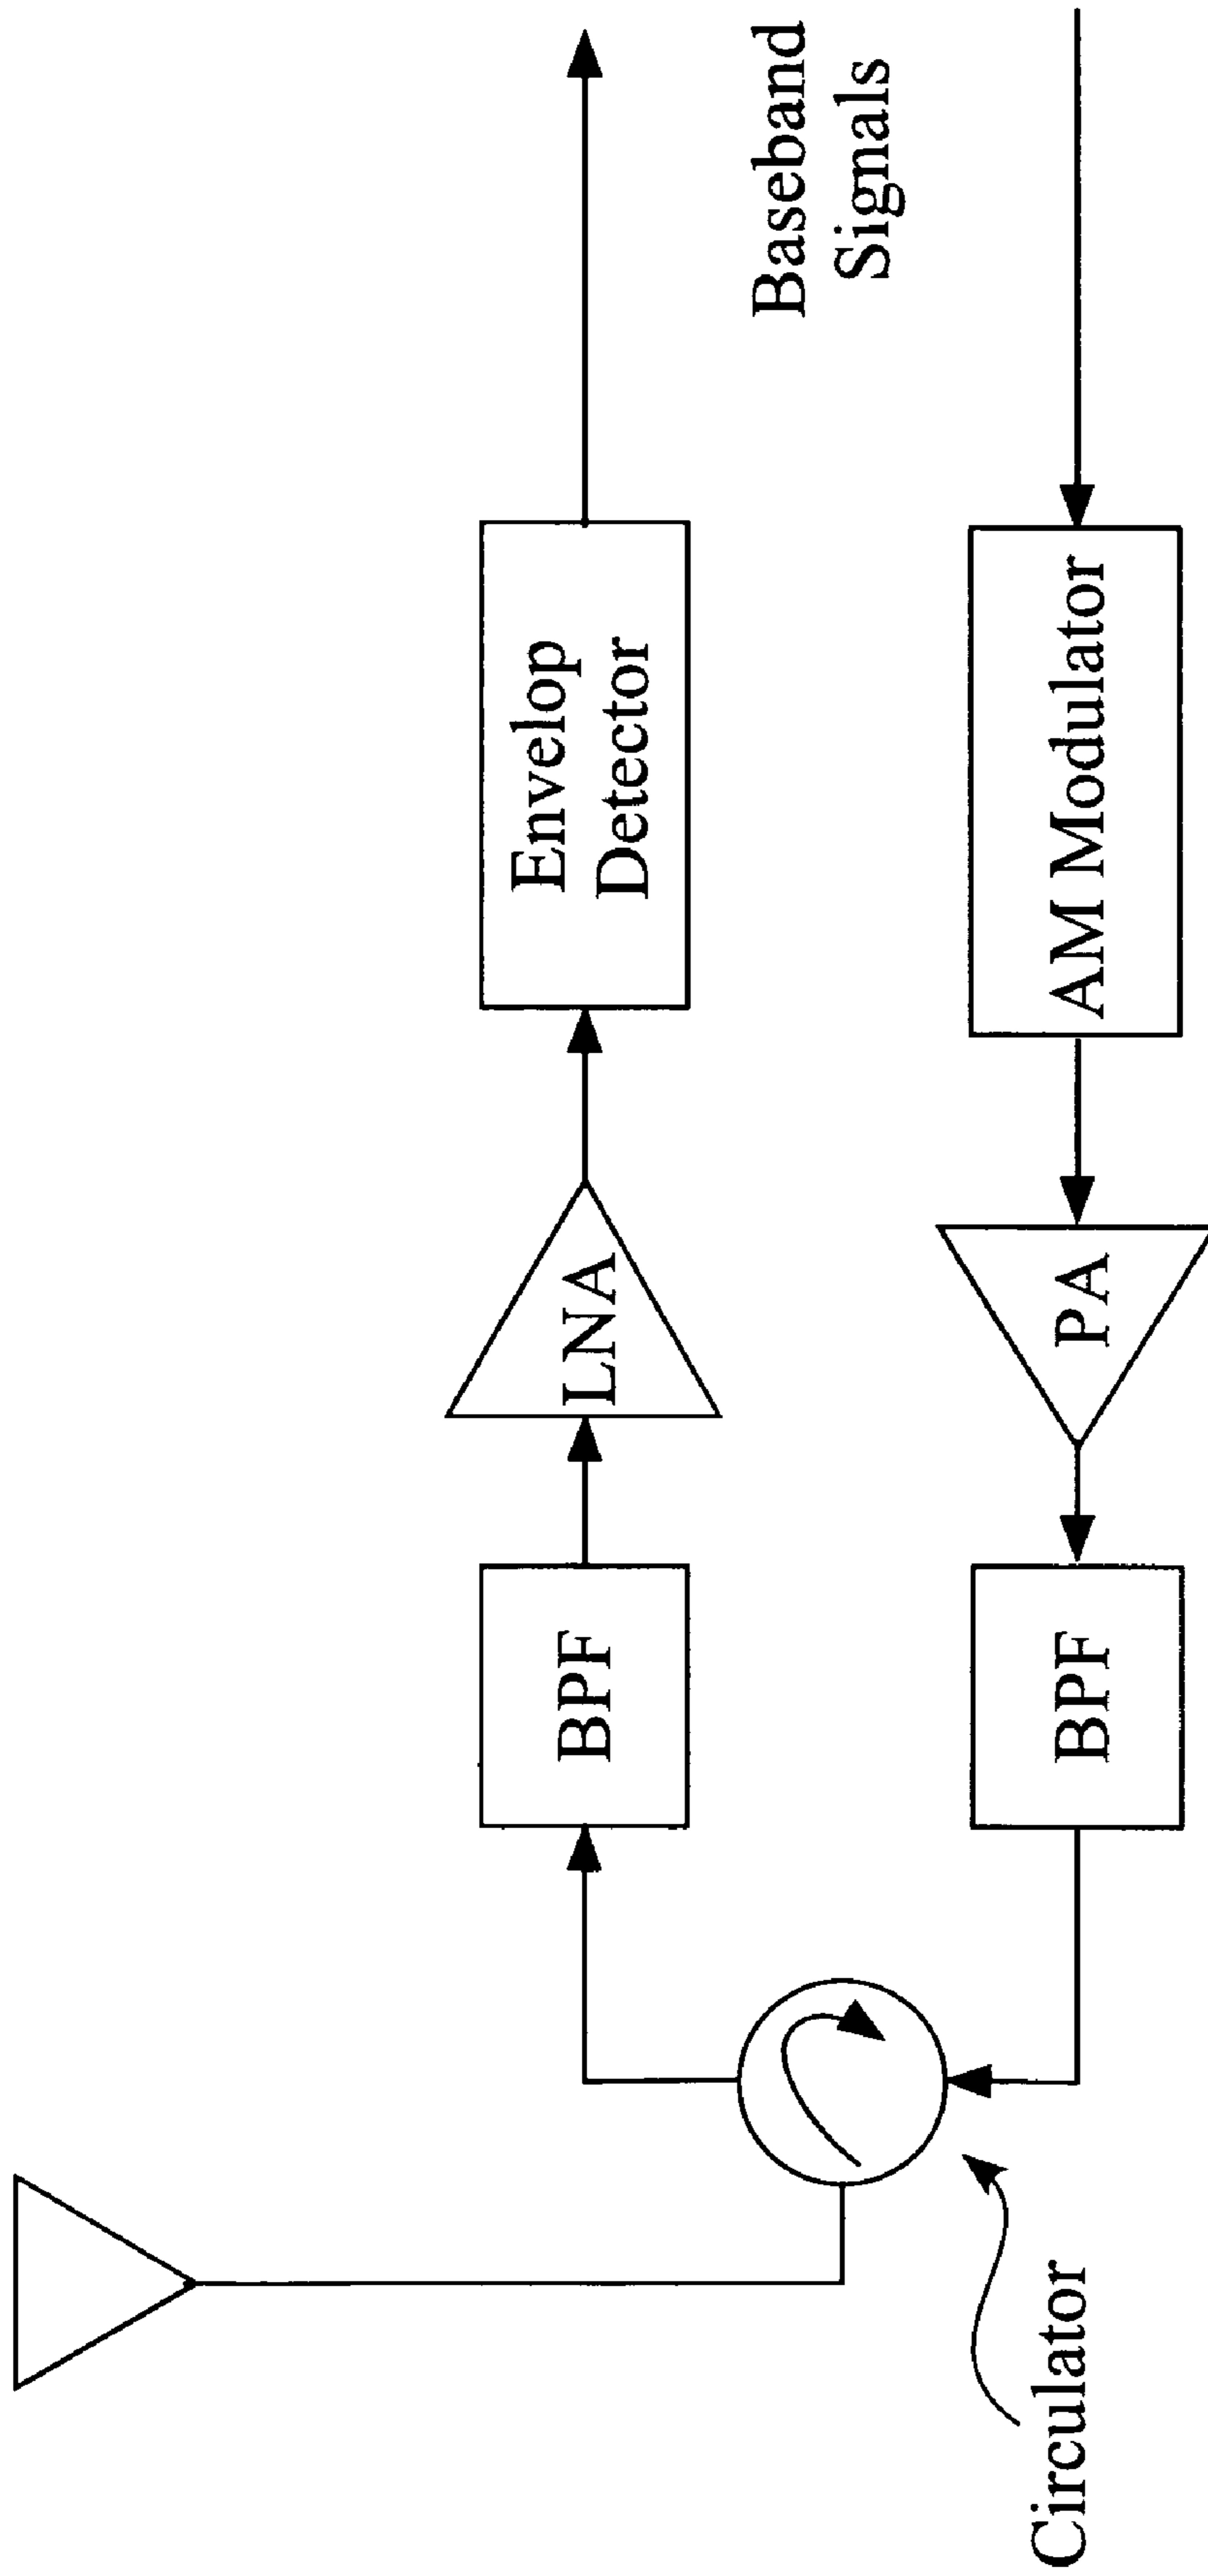 BPF
LNA
Envelop
Detector
Baseband
Signals
Circulator
BPF
PA
AM Modulator